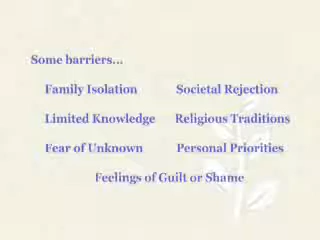 Some barriers...
Family Isolation Societal Rejection
Limited Knowledge Religious Traditions
Fear of Unknown Personal Priorities
Feelings of Guilt or Shame